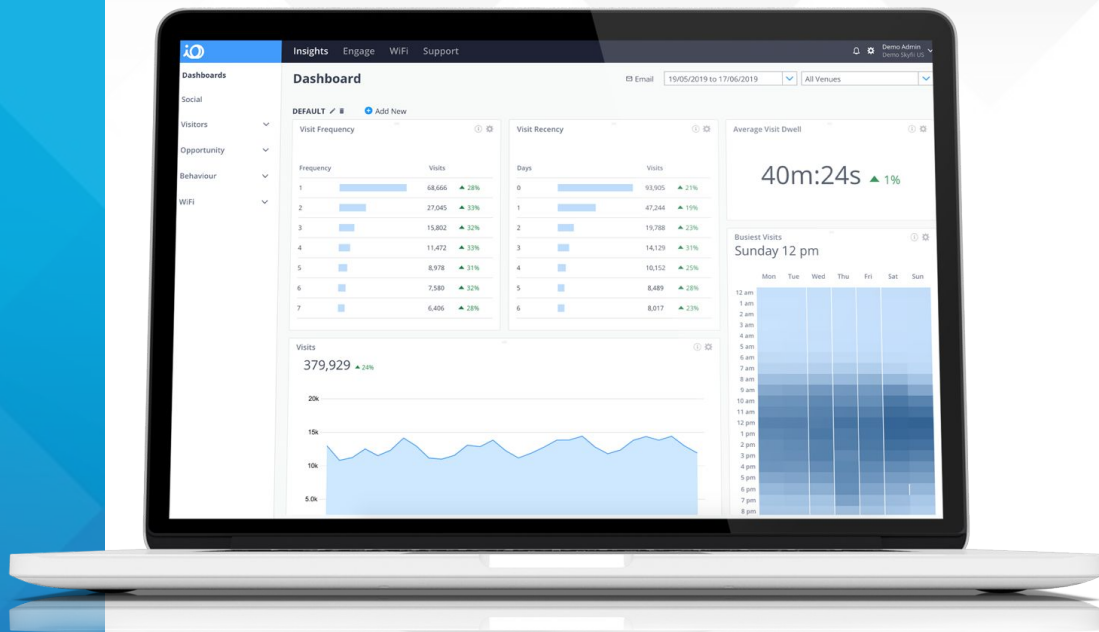 iO Insights Engage WiFi Support Demo Admin
Demo Skyfii US
Dashboards
Social
Visitors
Opportunity
Behaviour
WiFi
Dashboard Email 19/05/2019 to 17/06/2019 All Venues
DEFAULT Add New
Visit Frequency
Frequency Visits
1 68,666 28%
2 27,045 33%
3 15,802 32%
4 11,472 33%
5 8,978 31%
6 7,580 32%
7 6,406 28%
Visit Recency
Days Visits
0 93,905 21%
1 47,244 19%
2 19,788 23%
3 14,129 31%
4 10,152 25%
5 8,489 28%
6 8,017 23%
Average Visit Dwell
40m:24s 1%
Visits
379,929 24%
20k
15k
10k
5.0k
Busiest Visits
Sunday 12 pm
Mon Tue Wed Thu Fri Sat Sun
12 am
1 am
2 am
3 am
4 am
5 am
6 am
7 am
8 am
9 am
10 am
11 am
12 pm
1 pm
2 pm
3 pm
4 pm
5 pm
6 pm
7 pm
8 pm